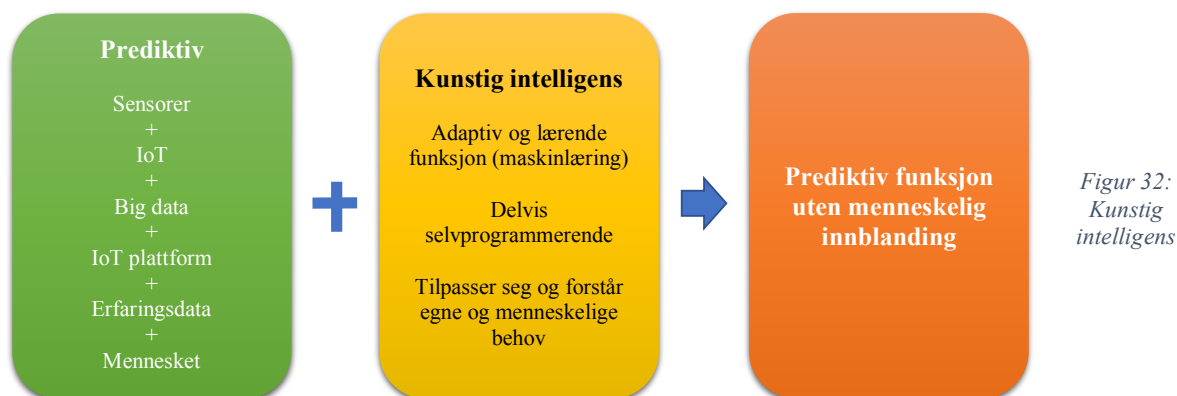 Prediktiv
Sensorer
+
IoT
+
Big data
+
IoT plattform
+
Erfaringsdata
+
Mennesket
Kunstig intelligens
Adaptiv og lærende
funksjon (maskinlæring)
Delvis
selvprogrammerende
Tilpasser seg og forstår
egne og menneskelige
behov
Prediktiv funksjon
uten menneskelig
innblanding
Figur 32:
Kunstig
intelligens